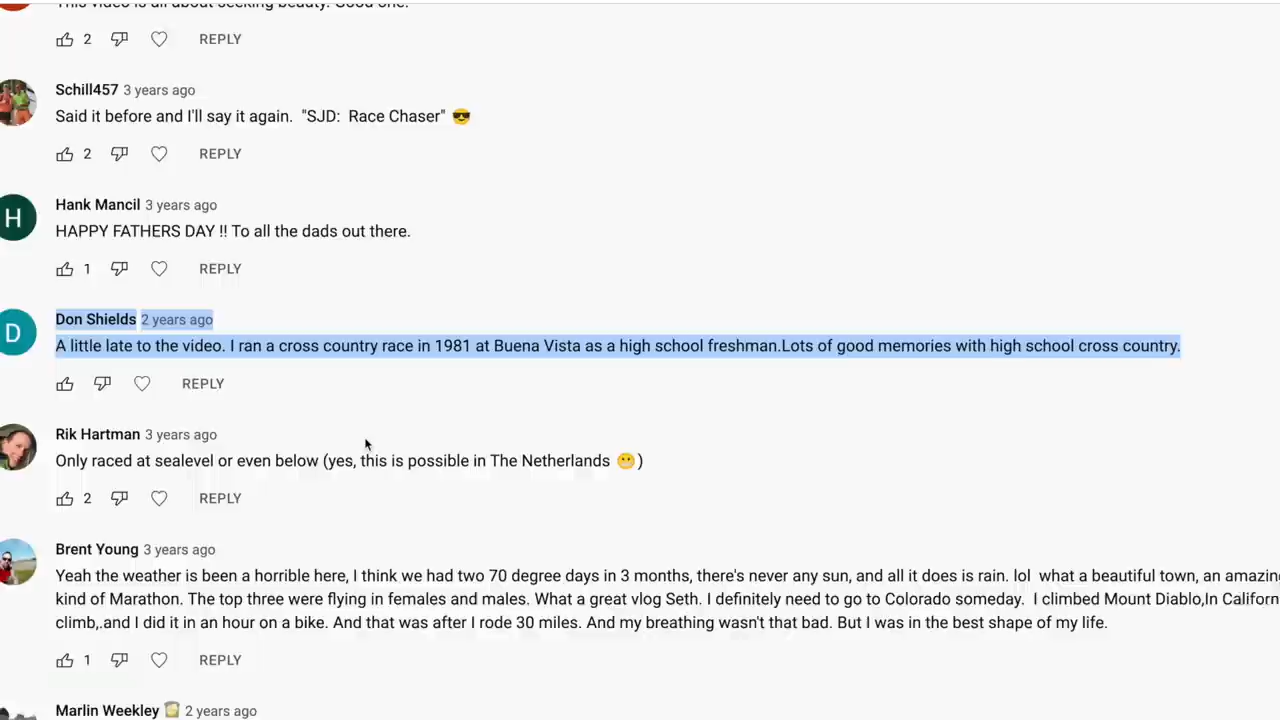 This video is all about seeking beauty. Good one.
2 REPLY
Schill457 3 years ago
Said it before and I'll say it again. "SJD: Race Chaser" 😎
2 REPLY
H
Hank Mancil 3 years ago
HAPPY FATHERS DAY !! To all the dads out there.
1 REPLY
D
Don Shields 2 years ago
A little late to the video. I ran a cross country race in 1981 at Buena Vista as a high school freshman.Lots of good memories with high school cross country.
REPLY
Rik Hartman 3 years ago
Only raced at sealevel or even below (yes, this is possible in The Netherlands 😬)
2 REPLY
Brent Young 3 years ago
Yeah the weather is been a horrible here, I think we had two 70 degree days in 3 months, there's never any sun, and all it does is rain. lol what a beautiful town, an amazin
kind of Marathon. The top three were flying in females and males. What a great vlog Seth. I definitely need to go to Colorado someday. I climbed Mount Diablo,In Californ
climb,.and I did it in an hour on a bike. And that was after I rode 30 miles. And my breathing wasn't that bad. But I was in the best shape of my life.
1 REPLY
Marlin Weekley 2 years ago